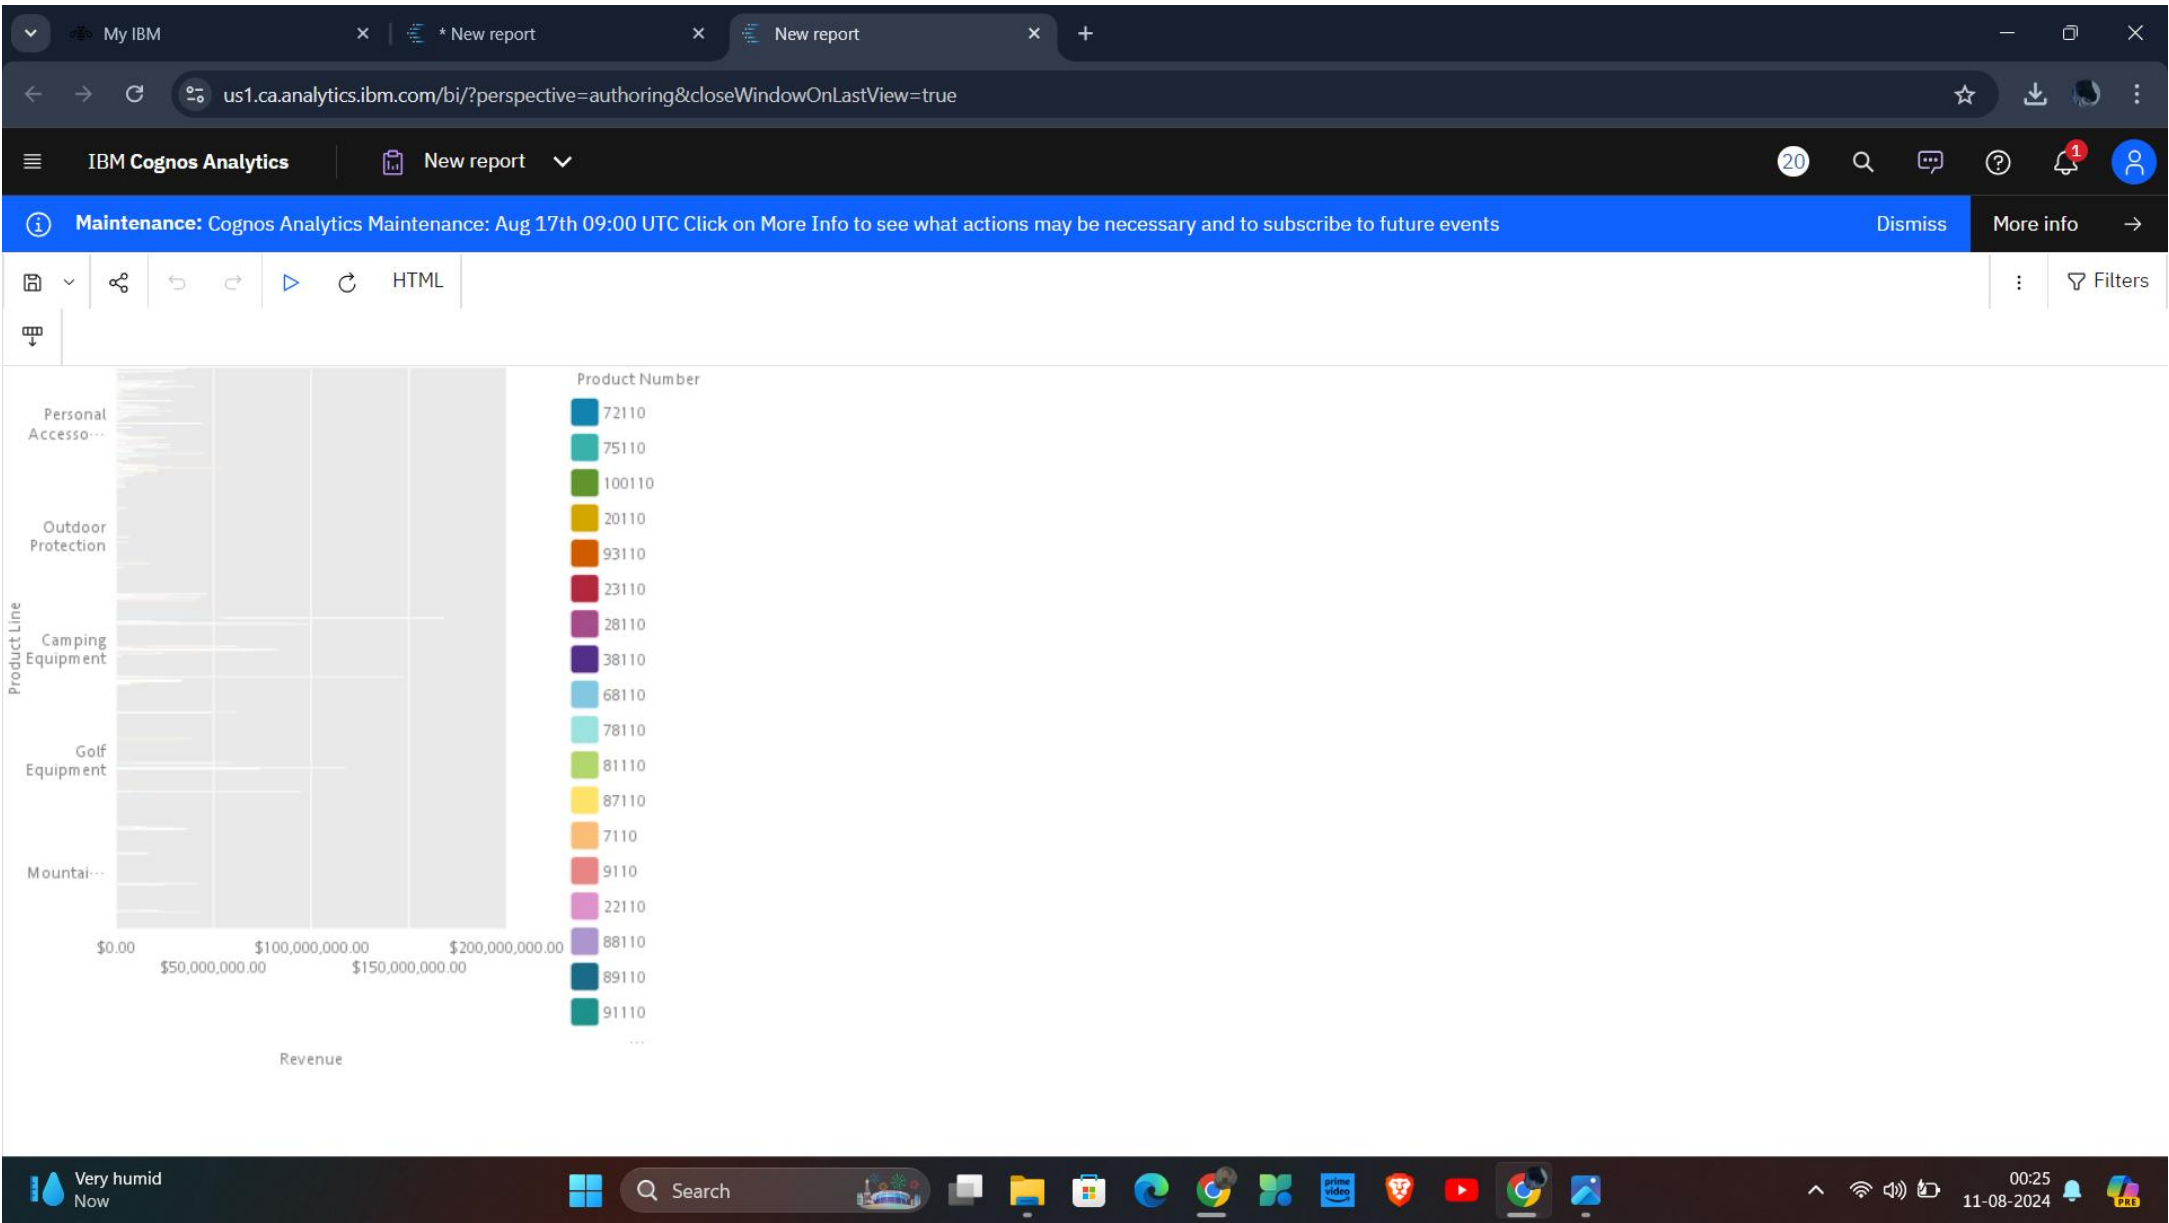 My IBM
* New report
New report
us1.ca.analytics.ibm.com/bi/?perspective=authoring&closeWindowOnLastView=true
IBM Cognos Analytics
New report
20
1
Maintenance: Cognos Analytics Maintenance: Aug 17th 09:00 UTC Click on More Info to see what actions may be necessary and to subscribe to future events
Dismiss
More info
HTML
Filters
Product Line
Personal
Accesso...
Outdoor
Protection
Camping
Equipment
Golf
Equipment
Mountai...
$0.00
$50,000,000.00
$100,000,000.00
$150,000,000.00
$200,000,000.00
Revenue
Product Number
72110
75110
100110
20110
93110
23110
28110
38110
68110
78110
81110
87110
7110
9110
22110
88110
89110
91110
...
Very humid
Now
Search
prime
video
00:25
11-08-2024
PRE